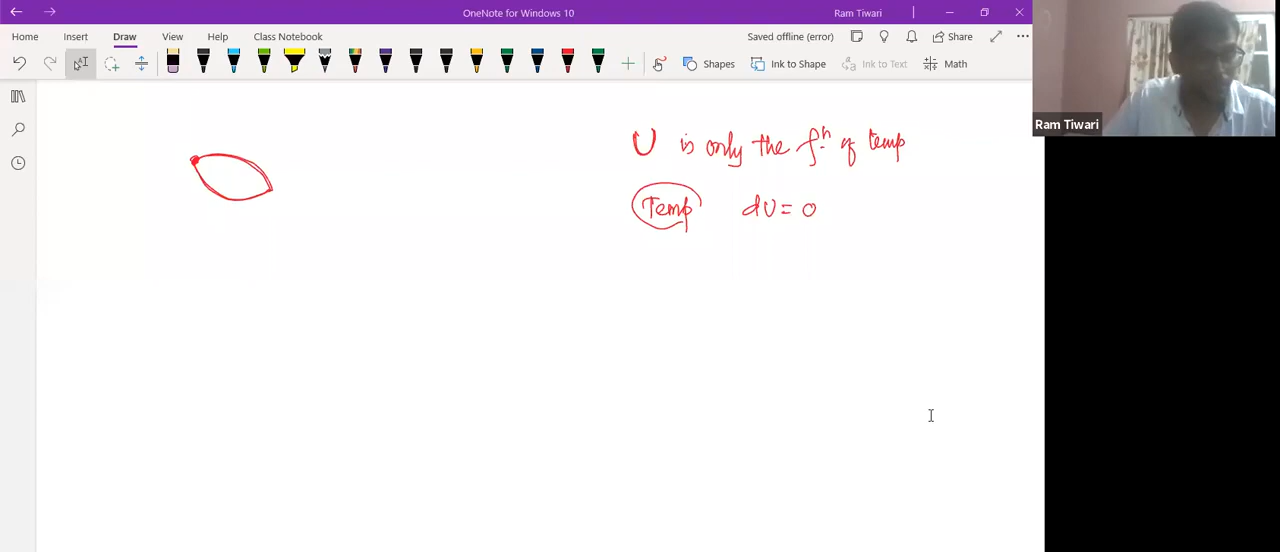 OneNote for Windows 10
Ram Tiwari
Home Insert Draw View Help Class Notebook
Saved offline (error) Share
Shapes Ink to Shape Ink to Text Math
Ram Tiwari
U is only the fn of temp
Temp dU = 0